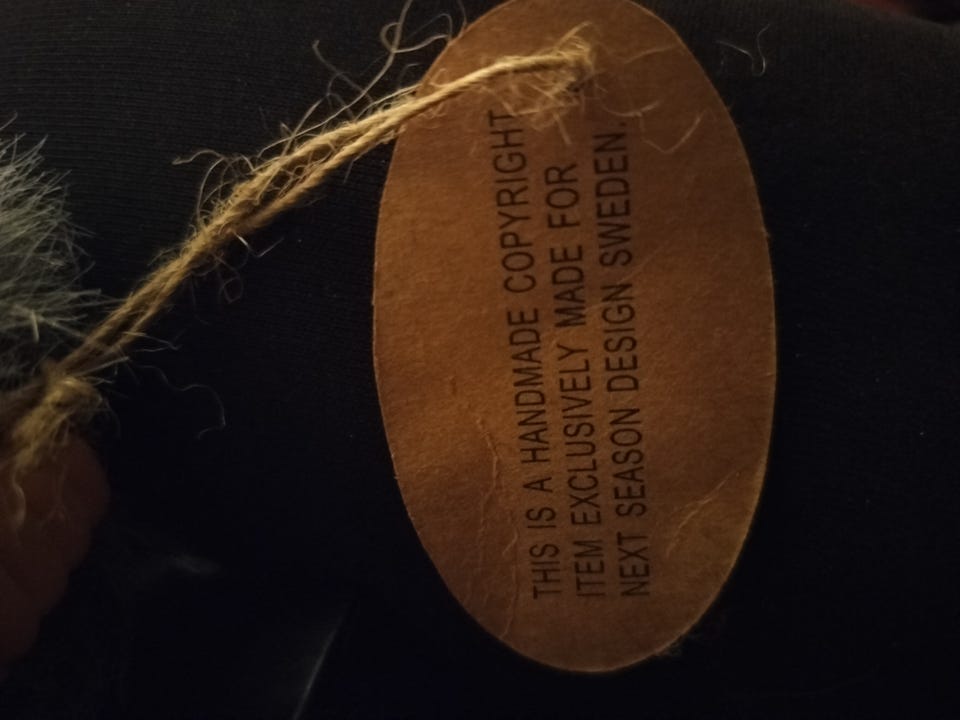 THIS IS A HANDMADE COPYRIGHT
ITEM EXCLUSIVELY MADE FOR
NEXT SEASON DESIGN SWEDEN.